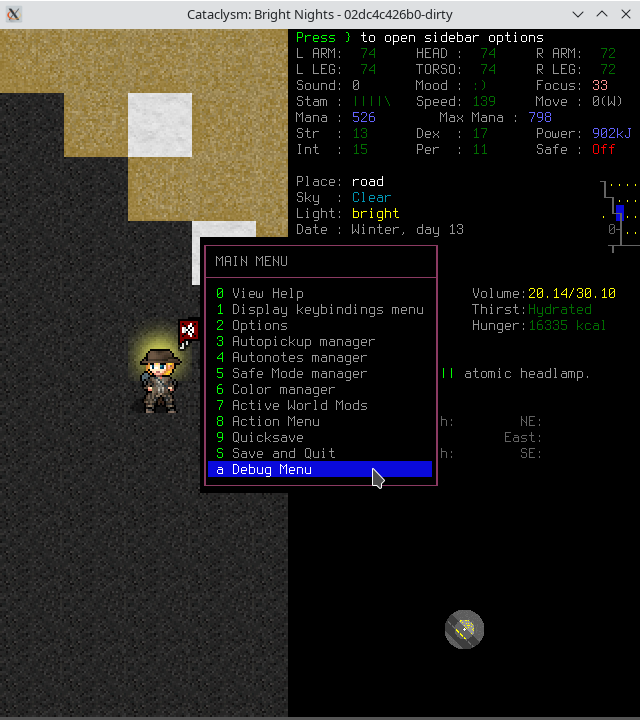 Cataclysm: Bright Nights - 02dc4c426b0-dirty
Press } to open sidebar options
L ARM: 74 HEAD : 74 R ARM: 72
L LEG: 74 TORSO: 74 R LEG: 72
Sound: 0 Mood : :) Focus: 33
Stam : ||||\ Speed: 139 Move : 0(W)
Mana : 526 Max Mana : 798
Str : 13 Dex : 17 Power: 902kJ
Int : 15 Per : 11 Safe : Off
Place: road
Sky : Clear
Light: bright
Date : Winter, day 13
0
MAIN MENU
0 View Help
1 Display keybindings menu
2 Options
3 Autopickup manager
4 Autonotes manager
5 Safe Mode manager
6 Color manager
7 Active World Mods
8 Action Menu
9 Quicksave
S Save and Quit
a Debug Menu
Volume:20.14/30.10
Thirst:Hydrated
Hunger:16335 kcal
|| atomic headlamp.
h: NE:
East:
h: SE: